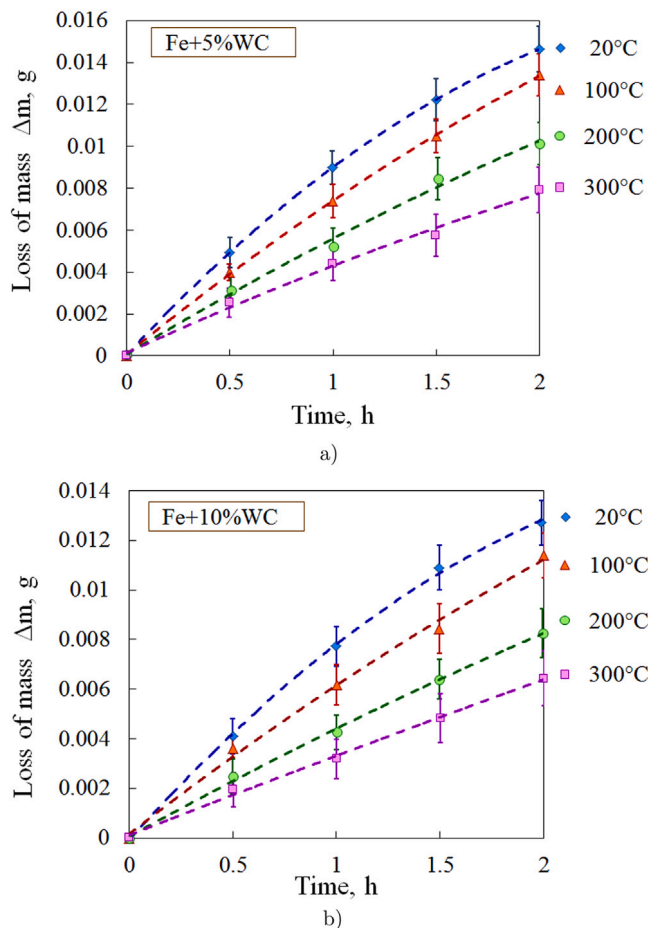 a)
Fe+5%WC
Loss of mass Δm, g
0.016
0.014
0.012
0.01
0.008
0.006
0.004
0.002
0
0
0.5
1
1.5
2
Time, h
20°C
100°C
200°C
300°C
a)
Fe+10%WC
Loss of mass Δm, g
0.014
0.012
0.01
0.008
0.006
0.004
0.002
0
0
0.5
1
1.5
2
Time, h
20°C
100°C
200°C
300°C
b)